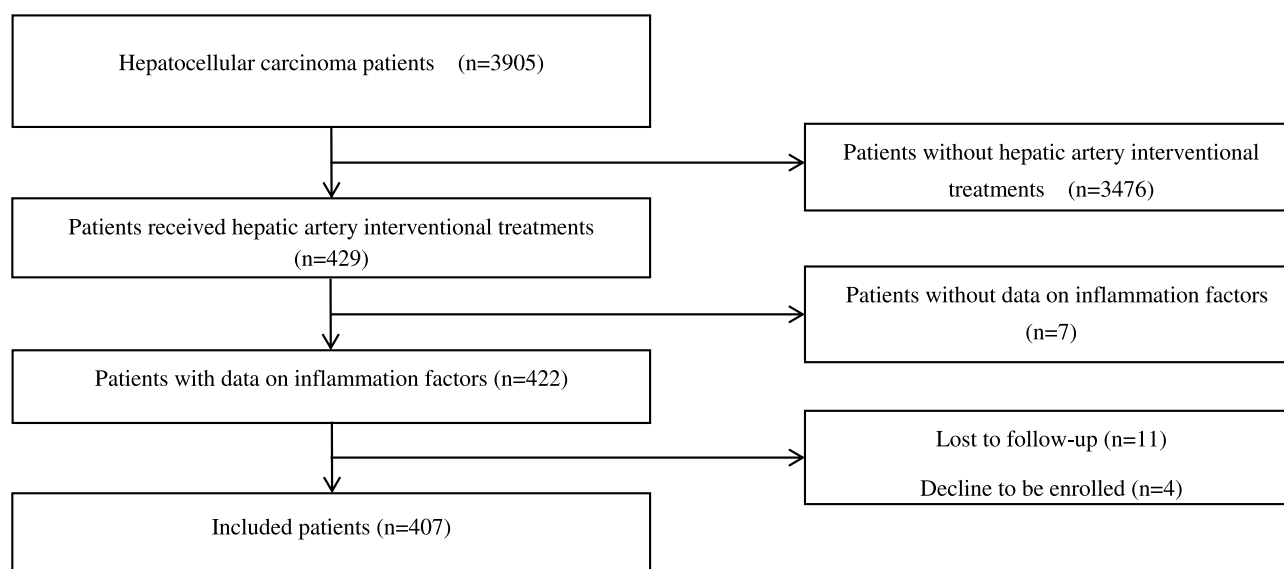 Hepatocellular carcinoma patients (n=3905)
Patients without hepatic artery interventional
treatments (n=3476)
Patients received hepatic artery interventional treatments
(n=429)
Patients without data on inflammation factors
(n=7)
Patients with data on inflammation factors (n=422)
Lost to follow-up (n=11)
Decline to be enrolled (n=4)
Included patients (n=407)